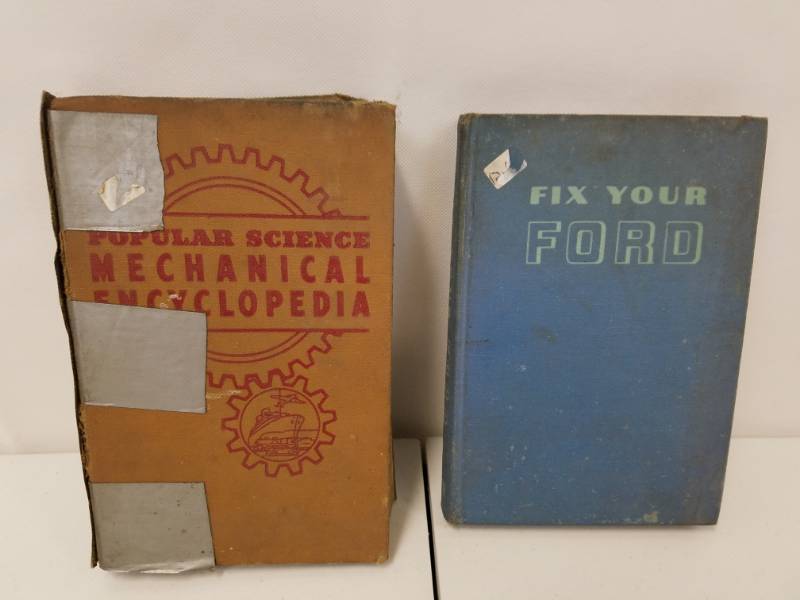 POPULAR SCIENCE
MECHANICAL
ENCYCLOPEDIA
FIX YOUR
FORD